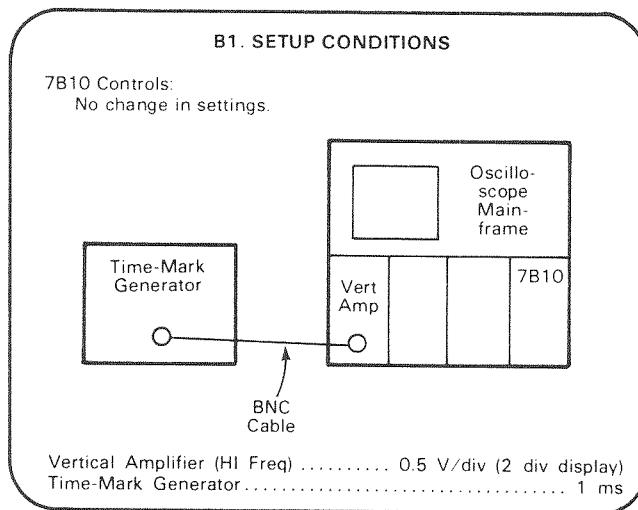 B1. SETUP CONDITIONS
7B10 Controls:
No change in settings.
Oscillo-
scope
Main-
frame
Time-Mark
Generator
Vert
Amp
7B10
BNC
Cable
Vertical Amplifier (HI Freq) .......... 0.5 V/div (2 div display)
Time-Mark Generator.................................. 1 ms